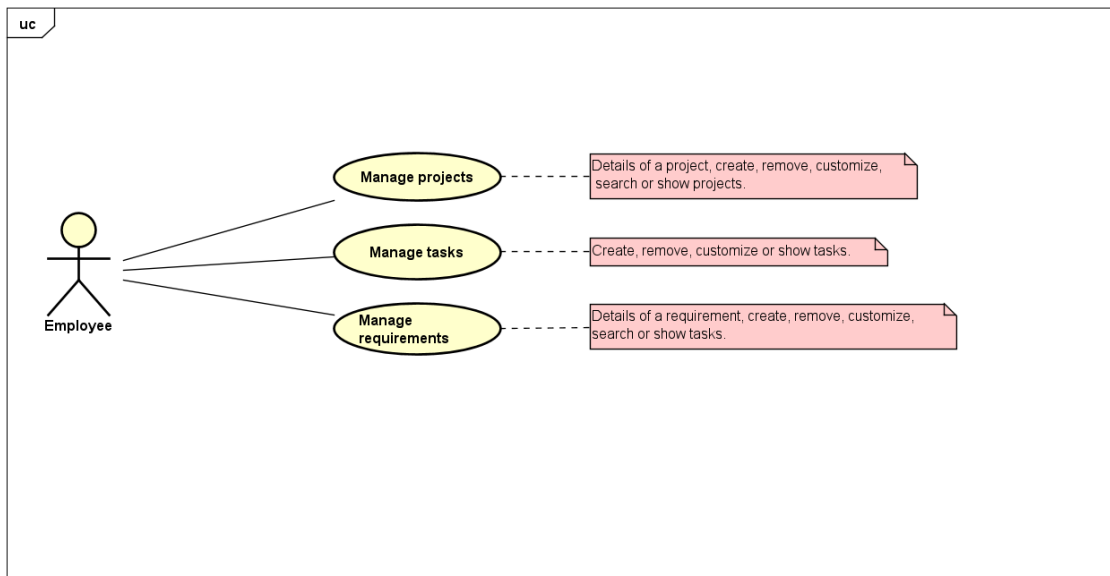 uc
Manage projects
Details of a project, create, remove, customize,
search or show projects.
Manage tasks
Create, remove, customize or show tasks.
Employee
Manage
requirements
Details of a requirement, create, remove, customize,
search or show tasks.